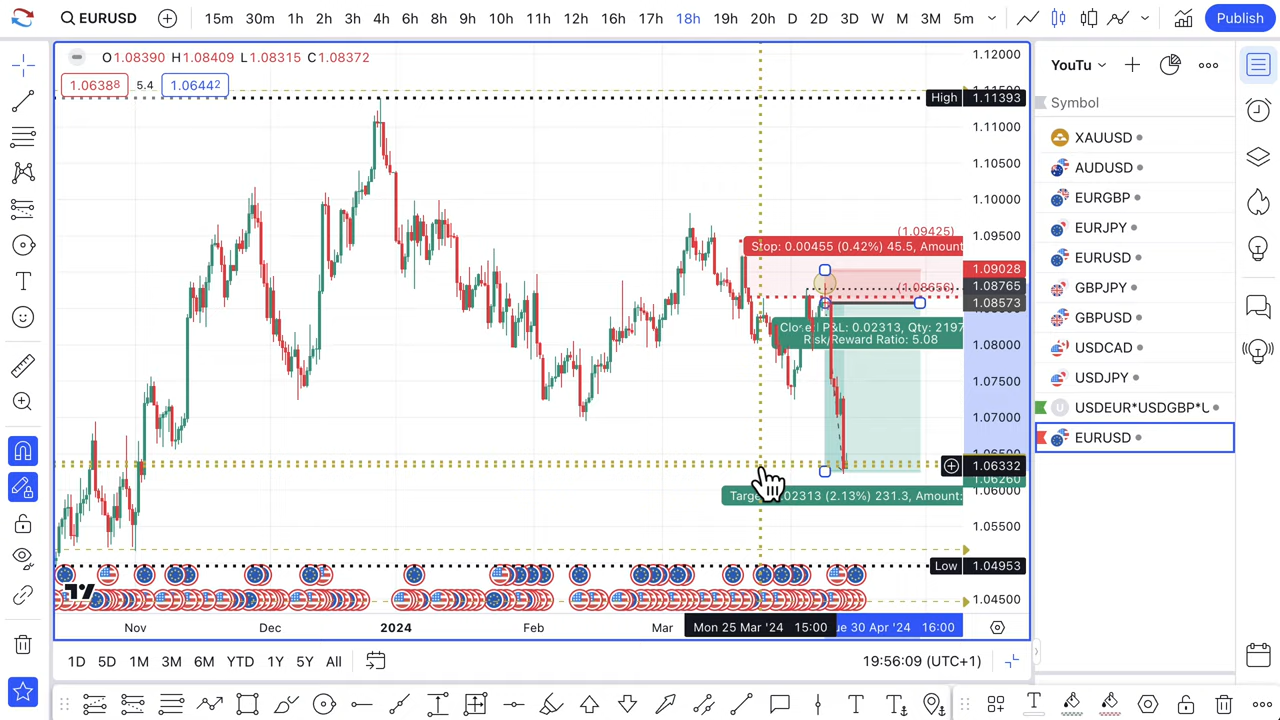 EURUSD 15m 30m 1h 2h 3h 4h 6h 8h 9h 10h 11h 12h 16h 17h 18h 19h 20h D 2D 3D W M 3M 5m Publish
O1.08390 H1.08409 L1.08315 C1.08372
1.06388 5.4 1.06442
YouTu
Symbol
XAUUSD
AUDUSD
EURGBP
EURJPY
EURUSD
GBPJPY
GBPUSD
USDCAD
USDJPY
USDEUR*USDGBP*
EURUSD
1.12000
High 1.11393
1.11000
1.10500
1.10000
1.09500
(1.09425)
Stop: 0.00455 (0.42%) 45.5, Amount
1.09028
1.08765
(1.08656)
1.08573
Closed P&L: 0.02313, Qty: 2197
Risk/Reward Ratio: 5.08
1.08000
1.07500
1.07000
1.06332
1.06260
1.06000
Target: 0.02313 (2.13%) 231.3, Amount:
1.05500
Low 1.04953
1.04500
Nov Dec 2024 Feb Mar Mon 25 Mar '24 15:00 ue 30 Apr '24 16:00
1D 5D 1M 3M 6M YTD 1Y 5Y All
19:56:09 (UTC+1)